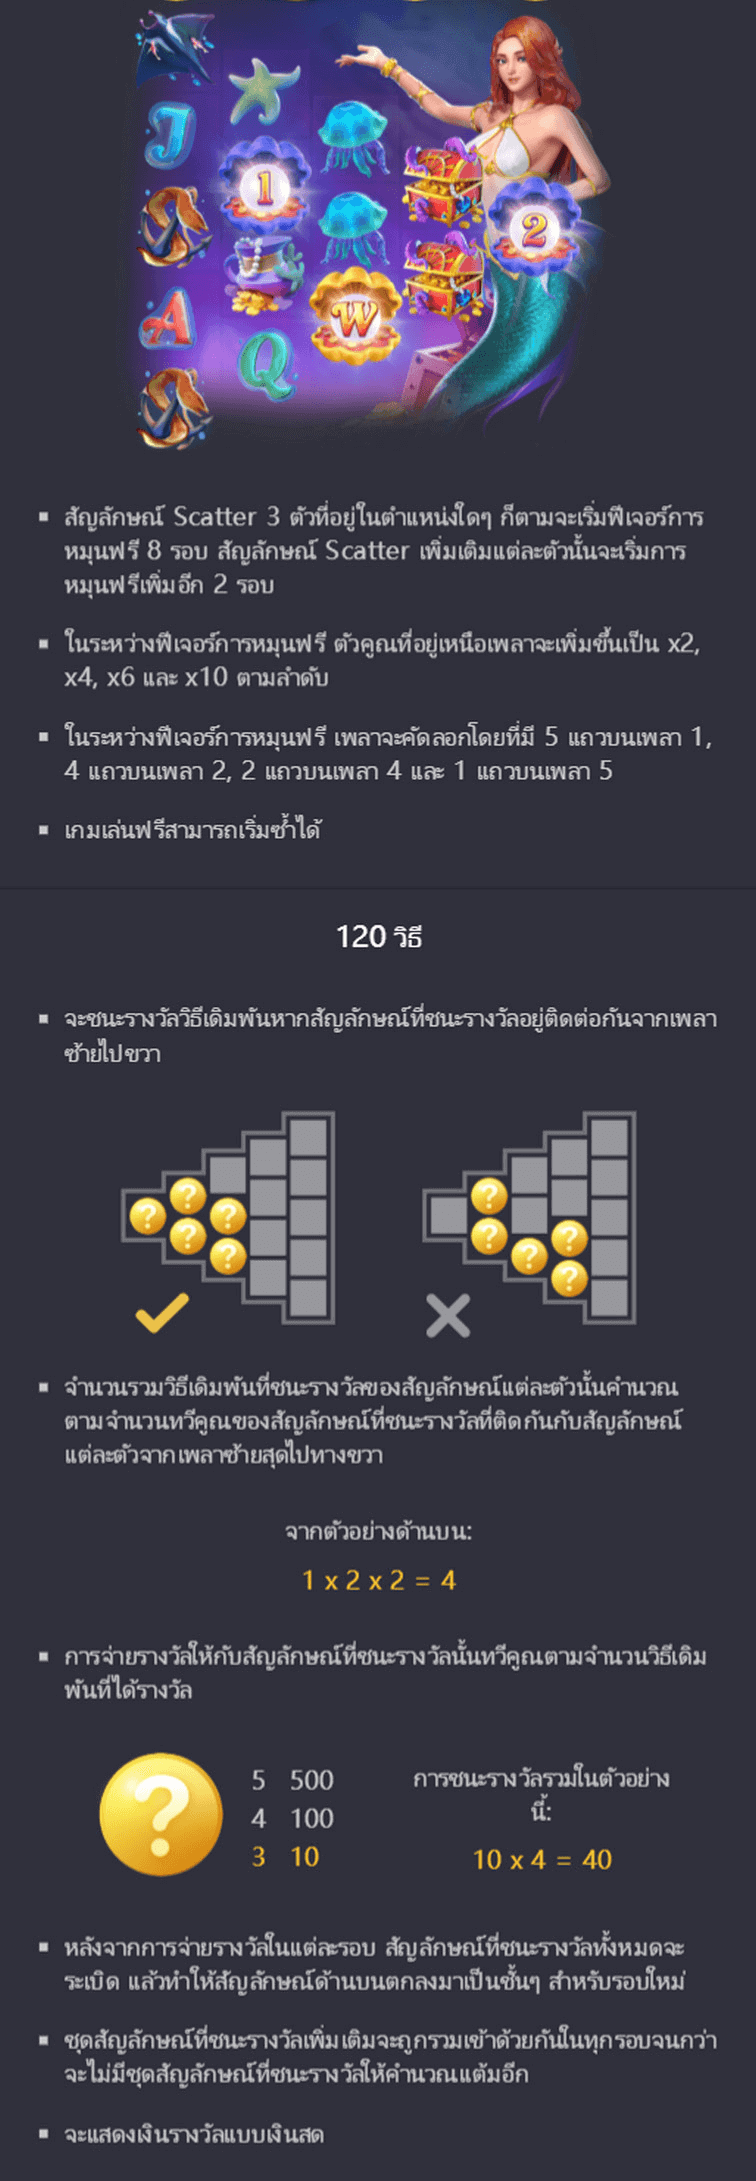 J
1
2
A
W
Q
▪ สัญลักษณ์ Scatter 3 ตัวที่อยู่ในตำแหน่งใดๆ ก็ตามจะเริ่มฟีเจอร์การ
หมุนฟรี 8 รอบ สัญลักษณ์ Scatter เพิ่มเติมแต่ละตัวนั้นจะเริ่มการ
หมุนฟรีเพิ่มอีก 2 รอบ
▪ ในระหว่างฟีเจอร์การหมุนฟรี ตัวคูณที่อยู่เหนือเพลาจะเพิ่มขึ้นเป็น x2,
x4, x6 และ x10 ตามลำดับ
▪ ในระหว่างฟีเจอร์การหมุนฟรี เพลาจะคัดลอกโดยที่มี 5 แถวบนเพลา 1,
4 แถวบนเพลา 2, 2 แถวบนเพลา 4 และ 1 แถวบนเพลา 5
▪ เกมเล่นฟรีสามารถเริ่มซ้ำได้
120 วิธี
▪ จะชนะรางวัลวิธีเดิมพันหากสัญลักษณ์ที่ชนะรางวัลอยู่ติดต่อกันจากเพลา
ซ้ายไปขวา
? ? ? ? ?
? ? ? ? ?
▪ จำนวนรวมวิธีเดิมพันที่ชนะรางวัลของสัญลักษณ์แต่ละตัวนั้นคำนวณ
ตามจำนวนทวีคูณของสัญลักษณ์ที่ชนะรางวัลที่ติดกันกับสัญลักษณ์
แต่ละตัวจากเพลาซ้ายสุดไปทางขวา
จากตัวอย่างด้านบน:
1 x 2 x 2 = 4
▪ การจ่ายรางวัลให้กับสัญลักษณ์ที่ชนะรางวัลนั้นทวีคูณตามจำนวนวิธีเดิม
พันที่ได้รางวัล
?
5 500
4 100
3 10
การชนะรางวัลรวมในตัวอย่าง
นี้:
10 x 4 = 40
▪ หลังจากการจ่ายรางวัลในแต่ละรอบ สัญลักษณ์ที่ชนะรางวัลทั้งหมดจะ
ระเบิด แล้วทำให้สัญลักษณ์ด้านบนตกลงมาเป็นชั้นๆ สำหรับรอบใหม่
▪ ชุดสัญลักษณ์ที่ชนะรางวัลเพิ่มเติมจะถูกรวมเข้าด้วยกันในทุกรอบจนกว่า
จะไม่มีชุดสัญลักษณ์ที่ชนะรางวัลให้คำนวณแต้มอีก
▪ จะแสดงเงินรางวัลแบบเงินสด